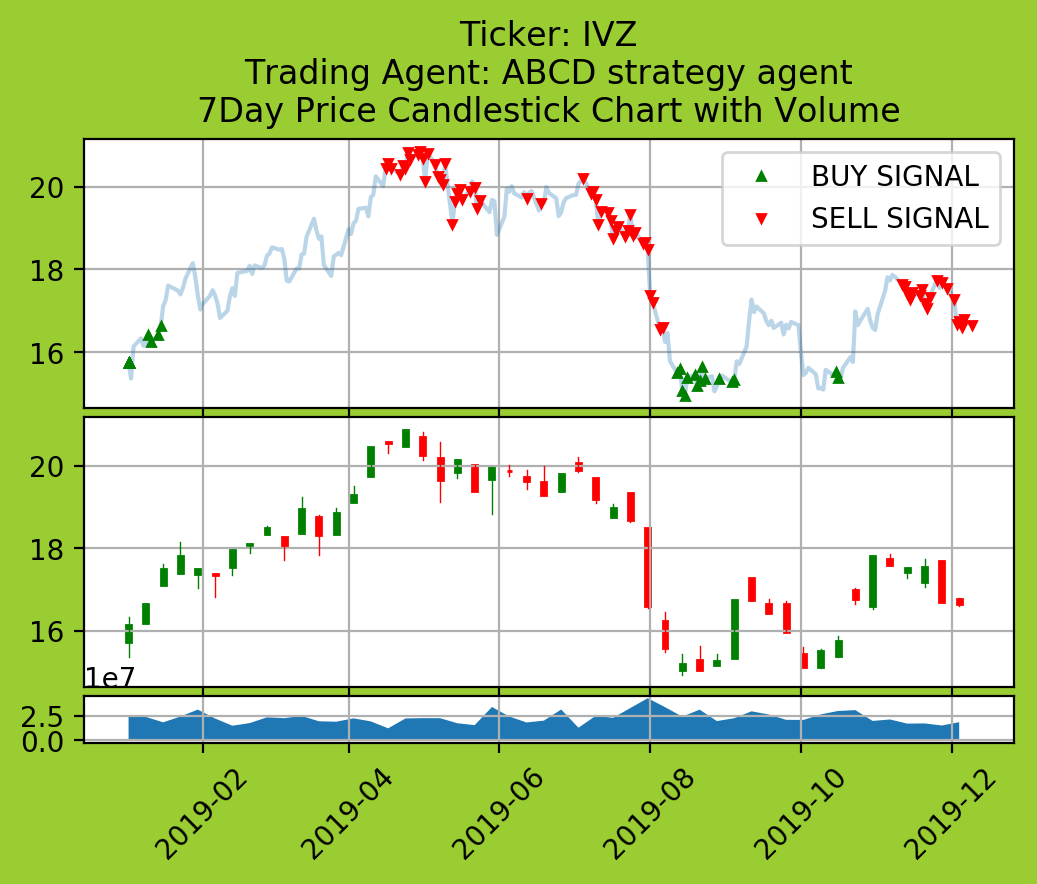 Ticker: IVZ
Trading Agent: ABCD strategy agent
7Day Price Candlestick Chart with Volume
BUY SIGNAL
SELL SIGNAL
20
18
16
20
18
16
1e7
2.5
0.0
2019-02
2019-04
2019-06
2019-08
2019-10
2019-12